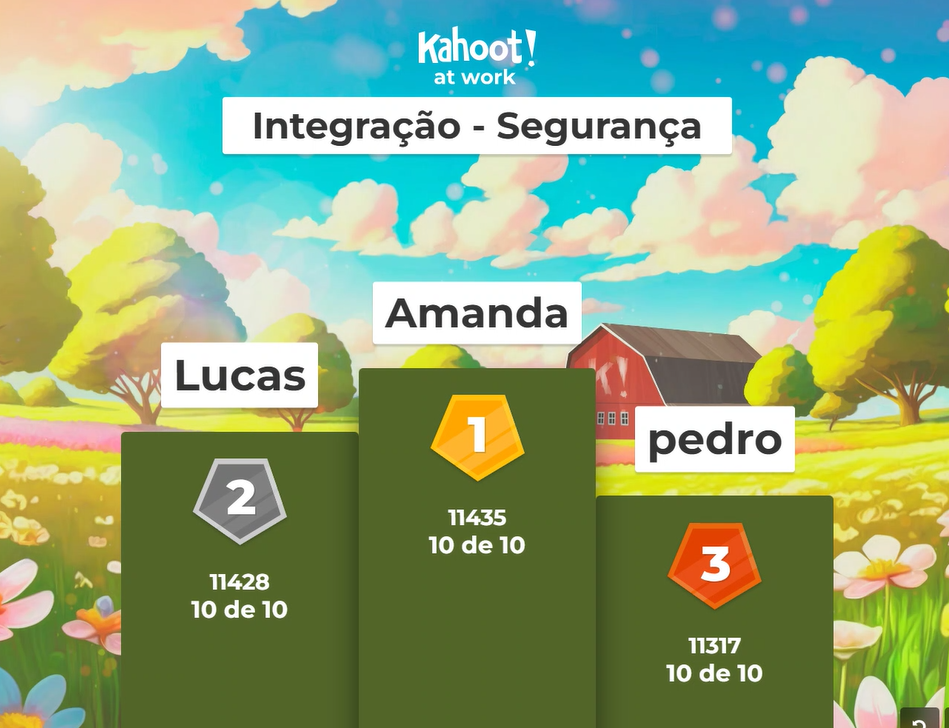 Kahoot!
at work
Integração - Segurança
Amanda
Lucas
pedro
1
11435
10 de 10
2
11428
10 de 10
3
11317
10 de 10